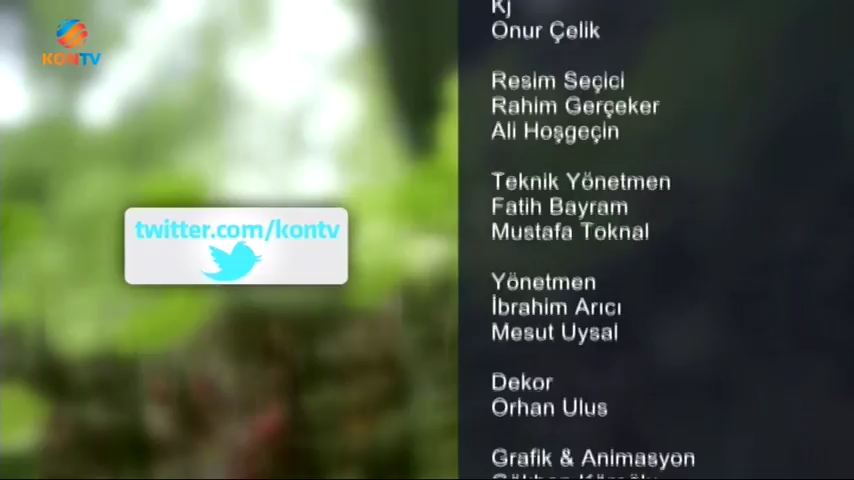 KONTV
twitter.com/kontv
Kj
Onur Çelik
Resim Seçici
Rahim Gerçeker
Ali Hoşgeçin
Teknik Yönetmen
Fatih Bayram
Mustafa Toknal
Yönetmen
İbrahim Arıcı
Mesut Uysal
Dekor
Orhan Ulus
Grafik & Animasyon